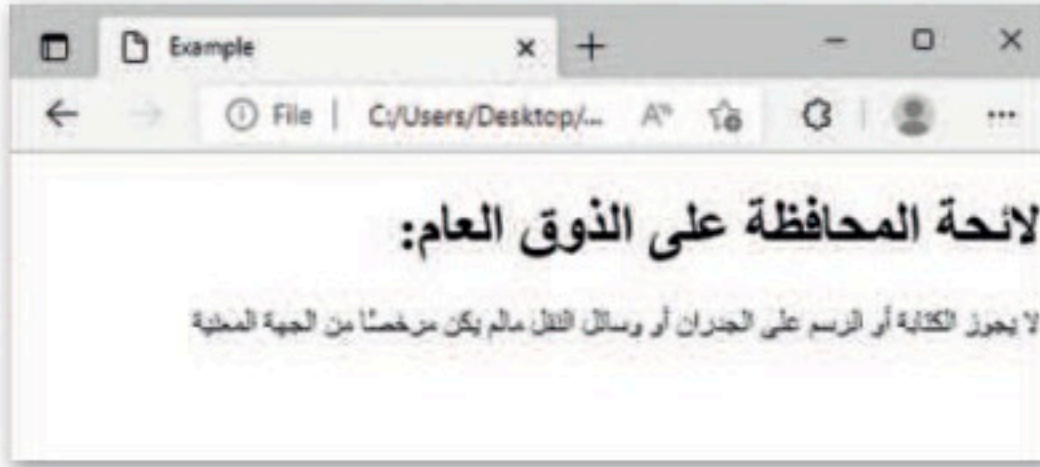 Example
File | C:/Users/Desktop/...
لائحة المحافظة على الذوق العام:
لا يجوز الكتابة أو الرسم على الجدران أو وسائل النقل مالم يكن مرخصًا من الجهة المعنية